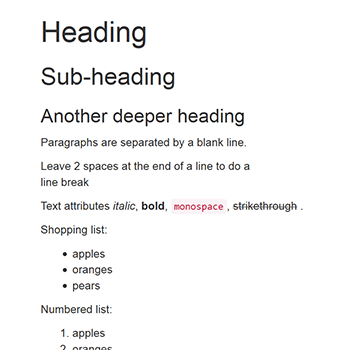 Heading
Sub-heading
Another deeper heading
Paragraphs are separated by a blank line.
Leave 2 spaces at the end of a line to do a
line break
Text attributes italic, bold, monospace, strikethrough .
Shopping list:
• apples
• oranges
• pears
Numbered list:
1. apples
2. oranges